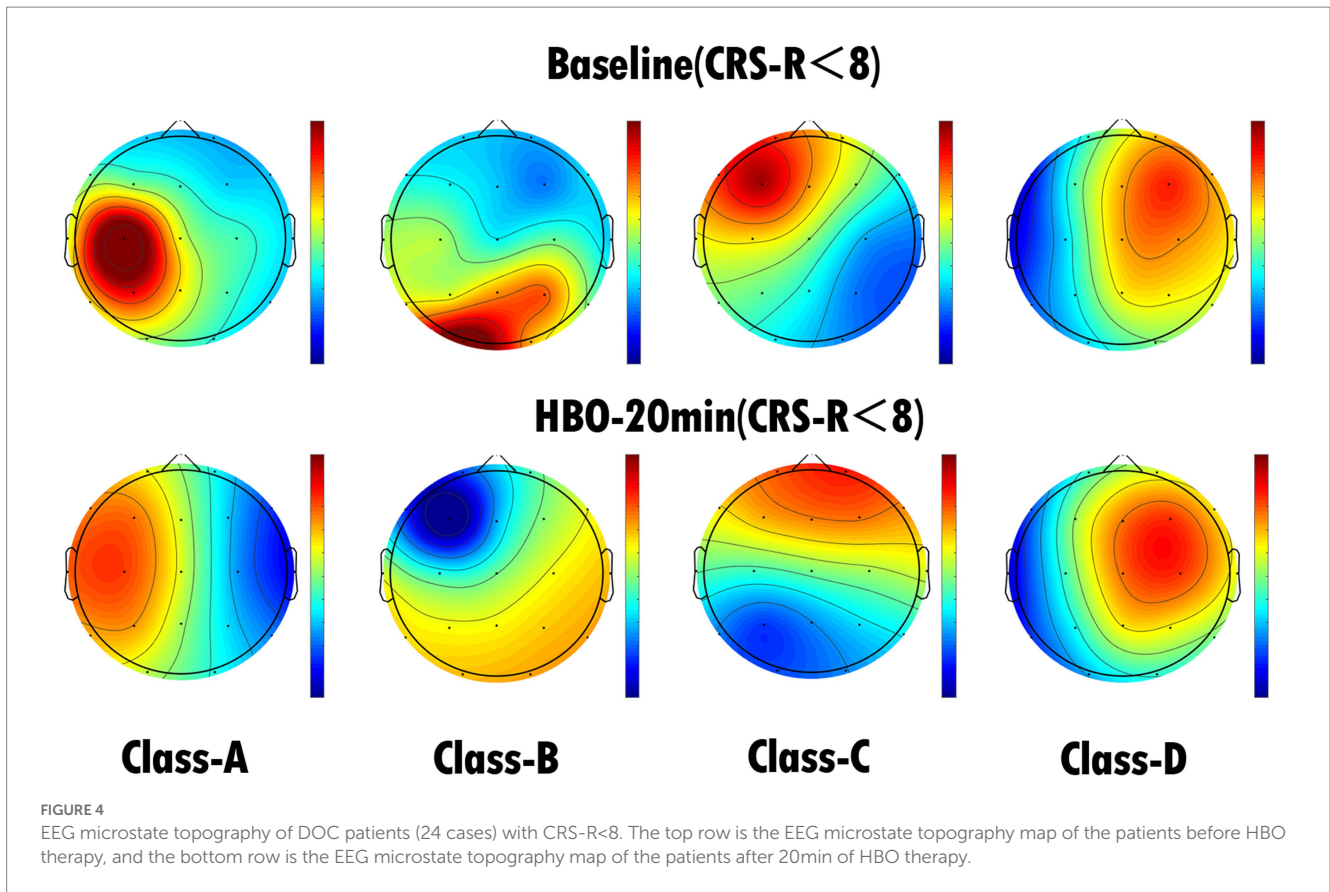 Baseline(CRS-R＜8)
HBO-20min(CRS-R＜8)
Class-A Class-B Class-C Class-D
FIGURE 4
EEG microstate topography of DOC patients (24 cases) with CRS-R<8. The top row is the EEG microstate topography map of the patients before HBO
therapy, and the bottom row is the EEG microstate topography map of the patients after 20min of HBO therapy.